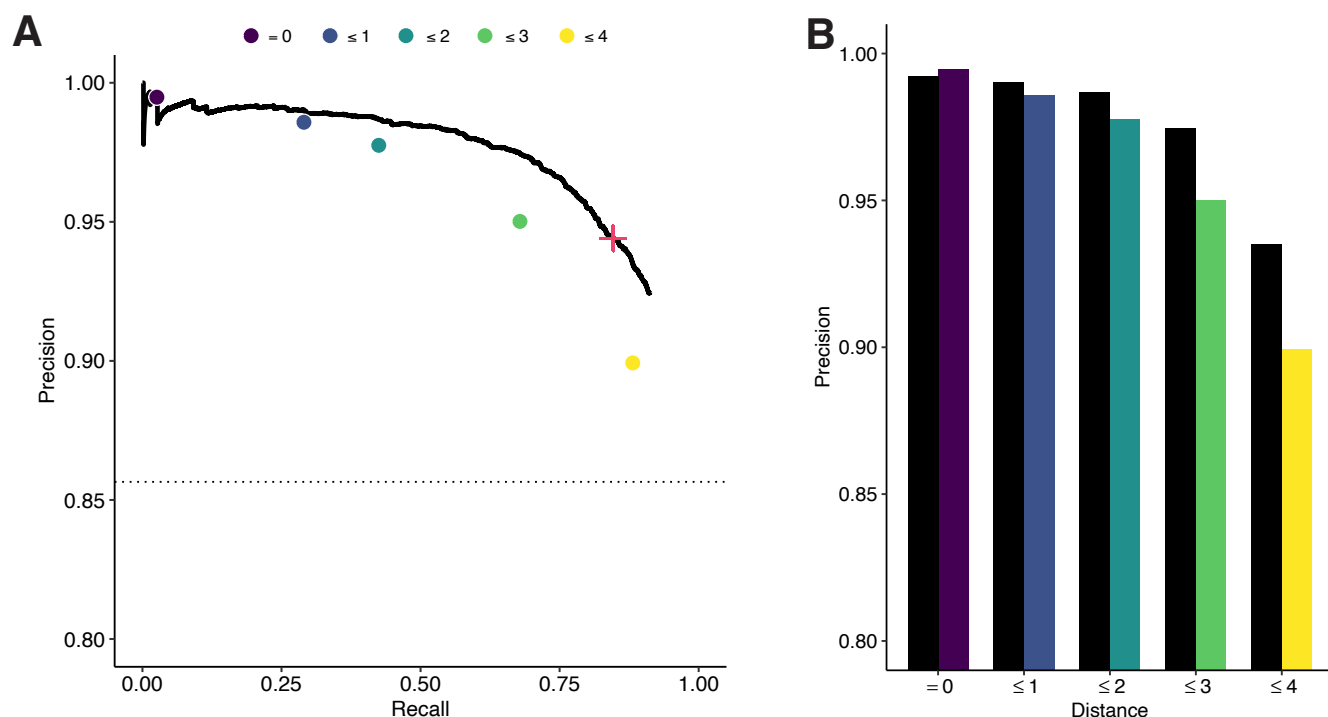 A
= 0 ≤ 1 ≤ 2 ≤ 3 ≤ 4
1.00
0.95
0.90
0.85
0.80
Precision
0.00 0.25 0.50 0.75 1.00
Recall
B
1.00
0.95
0.90
0.85
0.80
Precision
= 0 ≤ 1 ≤ 2 ≤ 3 ≤ 4
Distance